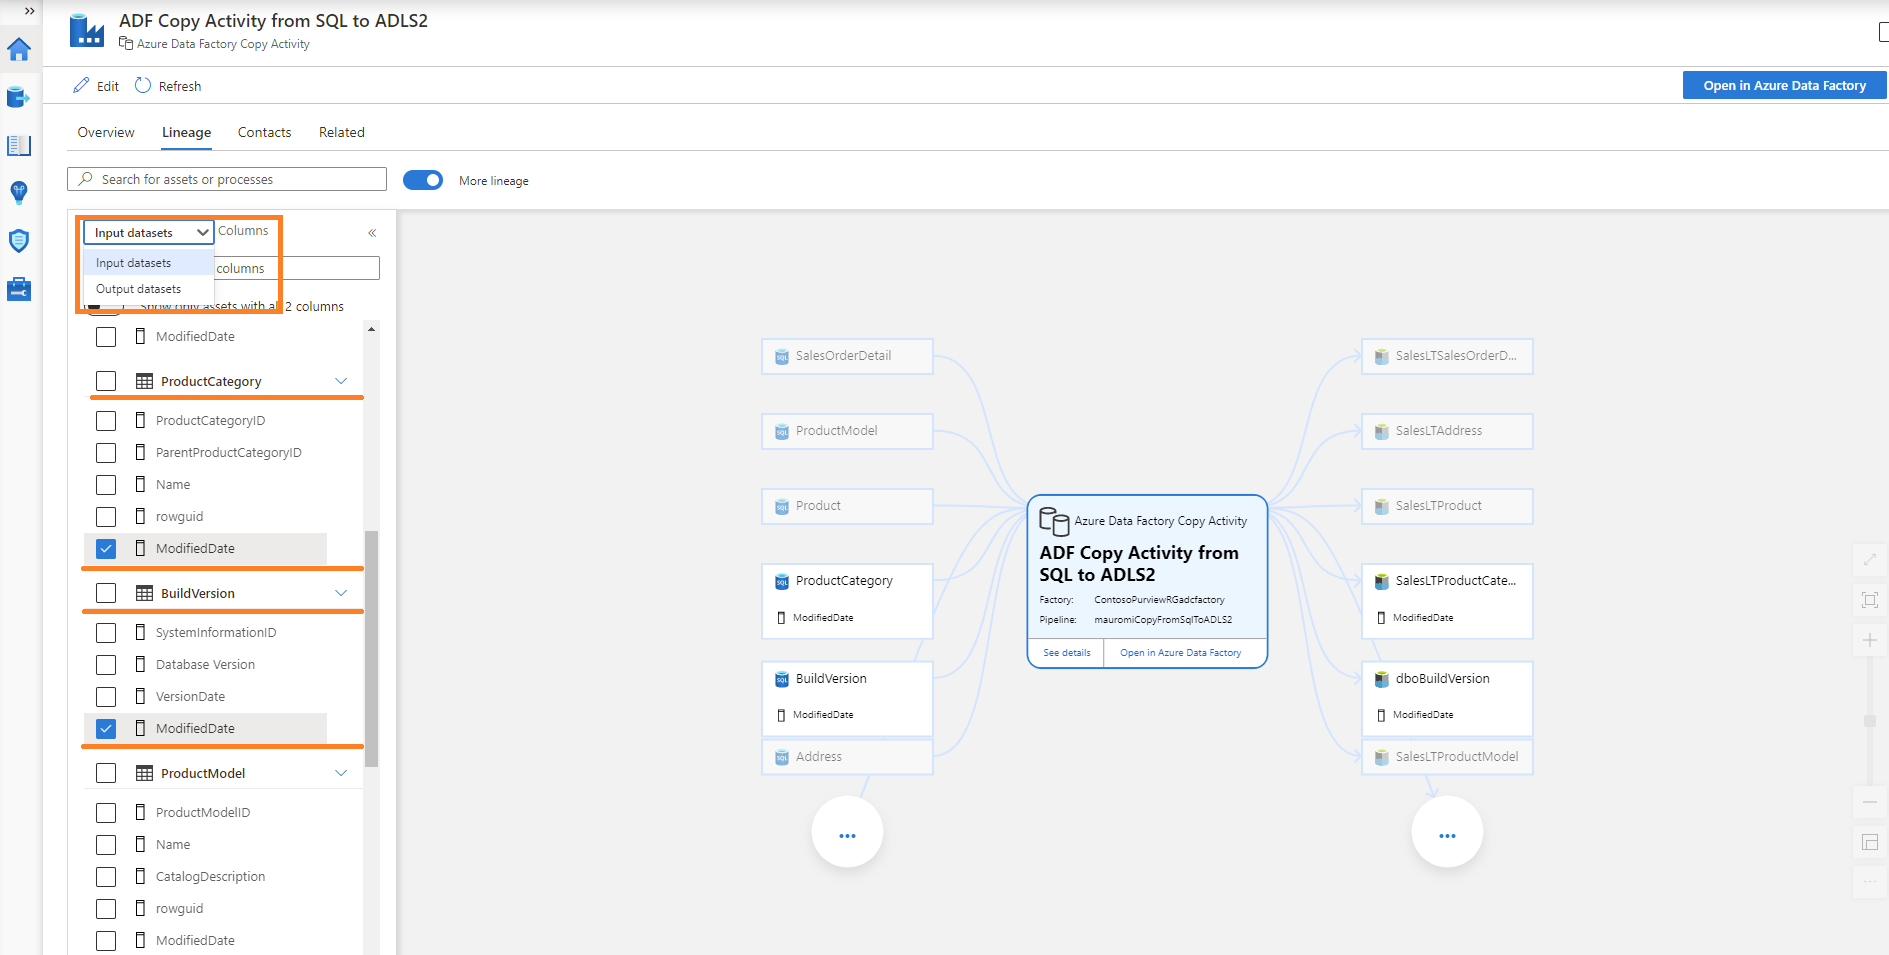 ADF Copy Activity from SQL to ADLS2
Azure Data Factory Copy Activity
Edit
Refresh
Open in Azure Data Factory
Overview
Lineage
Contacts
Related
Search for assets or processes
More lineage
Input datasets
Columns
Input datasets
columns
Output datasets
Show only assets with all 2 columns
ModifiedDate
ProductCategory
ProductCategoryID
ParentProductCategoryID
Name
rowguid
ModifiedDate
BuildVersion
SystemInformationID
Database Version
VersionDate
ModifiedDate
ProductModel
ProductModelID
Name
CatalogDescription
rowguid
ModifiedDate
SalesOrderDetail
ProductModel
Product
ProductCategory
ModifiedDate
BuildVersion
ModifiedDate
Address
...
Azure Data Factory Copy Activity
ADF Copy Activity from
SQL to ADLS2
Factory: ContosoPurviewRGadcfactory
Pipeline: mauromiCopyFromSqlToADLS2
See details
Open in Azure Data Factory
SalesLTSalesOrderD...
SalesLTAddress
SalesLTProduct
SalesLTProductCate...
ModifiedDate
dboBuildVersion
ModifiedDate
SalesLTProductModel
...